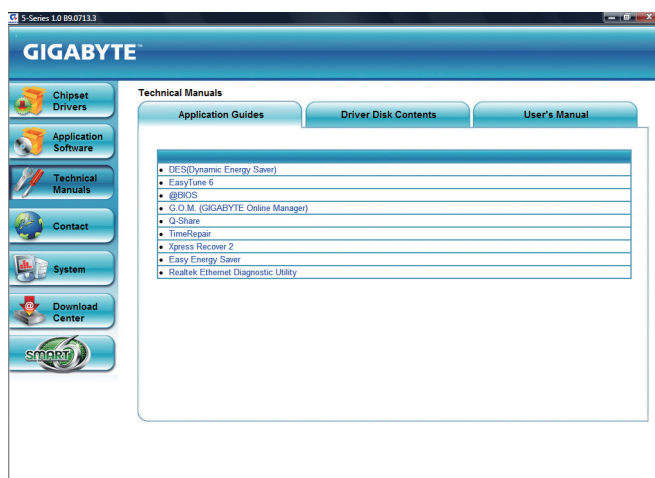 5-Series 1.0 B9.0713.3
GIGABYTE™
Chipset
Drivers
Application
Software
Technical
Manuals
Contact
System
Download
Center
SMART 6
Technical Manuals
Application Guides
Driver Disk Contents
User's Manual
• DES(Dynamic Energy Saver)
• EasyTune 6
• @BIOS
• G.O.M. (GIGABYTE Online Manager)
• Q-Share
• TimeRepair
• Xpress Recover 2
• Easy Energy Saver
• Realtek Ethernet Diagnostic Utility